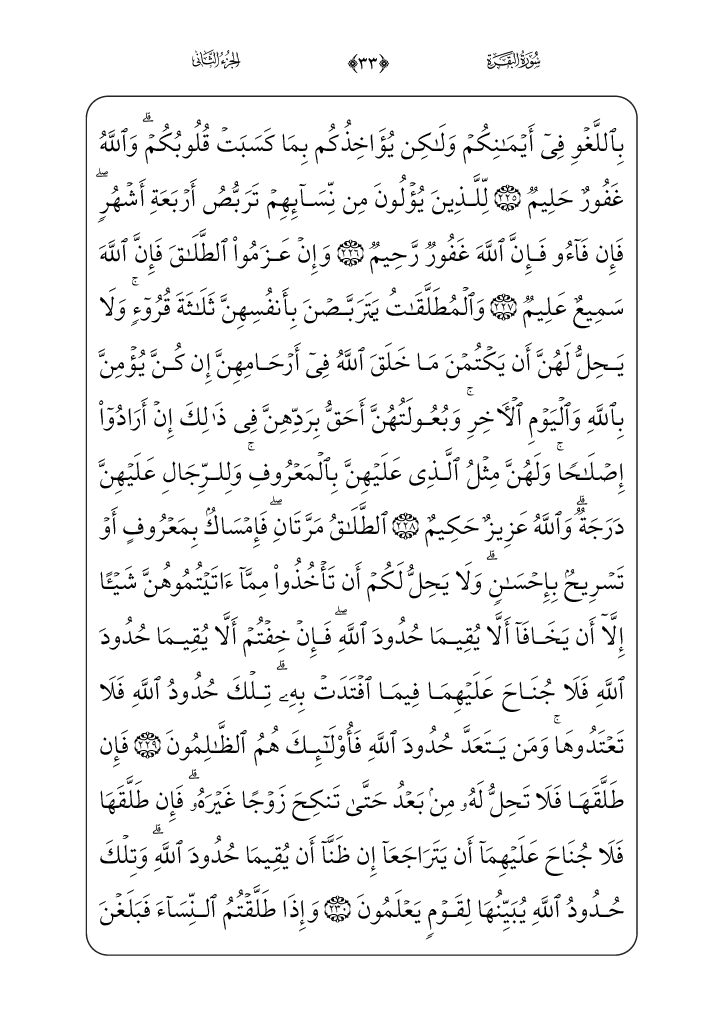 سُورَةُ البَقَرَةِ ﴿٣٣﴾ الجُزْءُ الثَّانِى
بِٱللَّغْوِ فِىٓ أَيْمَـٰنِكُمْ وَلَـٰكِن يُؤَاخِذُكُم بِمَا كَسَبَتْ قُلُوبُكُمْ ۗ وَٱللَّهُ
غَفُورٌ حَلِيمٌ ۝٢٢٥ لِّلَّذِينَ يُؤْلُونَ مِن نِّسَآئِهِمْ تَرَبُّصُ أَرْبَعَةِ أَشْهُرٍ ۖ
فَإِن فَآءُو فَإِنَّ ٱللَّهَ غَفُورٌ رَّحِيمٌ ۝٢٢٦ وَإِنْ عَزَمُوا۟ ٱلطَّلَـٰقَ فَإِنَّ ٱللَّهَ
سَمِيعٌ عَلِيمٌ ۝٢٢٧ وَٱلْمُطَلَّقَـٰتُ يَتَرَبَّصْنَ بِأَنفُسِهِنَّ ثَلَـٰثَةَ قُرُوٓءٍ ۚ وَلَا
يَحِلُّ لَهُنَّ أَن يَكْتُمْنَ مَا خَلَقَ ٱللَّهُ فِىٓ أَرْحَامِهِنَّ إِن كُنَّ يُؤْمِنَّ
بِٱللَّهِ وَٱلْيَوْمِ ٱلْـَٔاخِرِ ۚ وَبُعُولَتُهُنَّ أَحَقُّ بِرَدِّهِنَّ فِى ذَٰلِكَ إِنْ أَرَادُوٓا۟
إِصْلَـٰحًا ۚ وَلَهُنَّ مِثْلُ ٱلَّذِى عَلَيْهِنَّ بِٱلْمَعْرُوفِ ۚ وَلِلرِّجَالِ عَلَيْهِنَّ
دَرَجَةٌ ۗ وَٱللَّهُ عَزِيزٌ حَكِيمٌ ۝٢٢٨ ٱلطَّلَـٰقُ مَرَّتَانِ ۖ فَإِمْسَاكٌۢ بِمَعْرُوفٍ أَوْ
تَسْرِيحٌۢ بِإِحْسَـٰنٍ ۗ وَلَا يَحِلُّ لَكُمْ أَن تَأْخُذُوا۟ مِمَّآ ءَاتَيْتُمُوهُنَّ شَيْـًٔا
إِلَّآ أَن يَخَافَآ أَلَّا يُقِيمَا حُدُودَ ٱللَّهِ ۖ فَإِنْ خِفْتُمْ أَلَّا يُقِيمَا حُدُودَ
ٱللَّهِ فَلَا جُنَاحَ عَلَيْهِمَا فِيمَا ٱفْتَدَتْ بِهِۦ ۗ تِلْكَ حُدُودُ ٱللَّهِ فَلَا
تَعْتَدُوهَا ۚ وَمَن يَتَعَدَّ حُدُودَ ٱللَّهِ فَأُو۟لَـٰٓئِكَ هُمُ ٱلظَّـٰلِمُونَ ۝٢٢٩ فَإِن
طَلَّقَهَا فَلَا تَحِلُّ لَهُۥ مِنۢ بَعْدُ حَتَّىٰ تَنكِحَ زَوْجًا غَيْرَهُۥ ۗ فَإِن طَلَّقَهَا
فَلَا جُنَاحَ عَلَيْهِمَآ أَن يَتَرَاجَعَآ إِن ظَنَّآ أَن يُقِيمَا حُدُودَ ٱللَّهِ ۗ وَتِلْكَ
حُدُودُ ٱللَّهِ يُبَيِّنُهَا لِقَوْمٍ يَعْلَمُونَ ۝٢٣٠ وَإِذَا طَلَّقْتُمُ ٱلنِّسَآءَ فَبَلَغْنَ